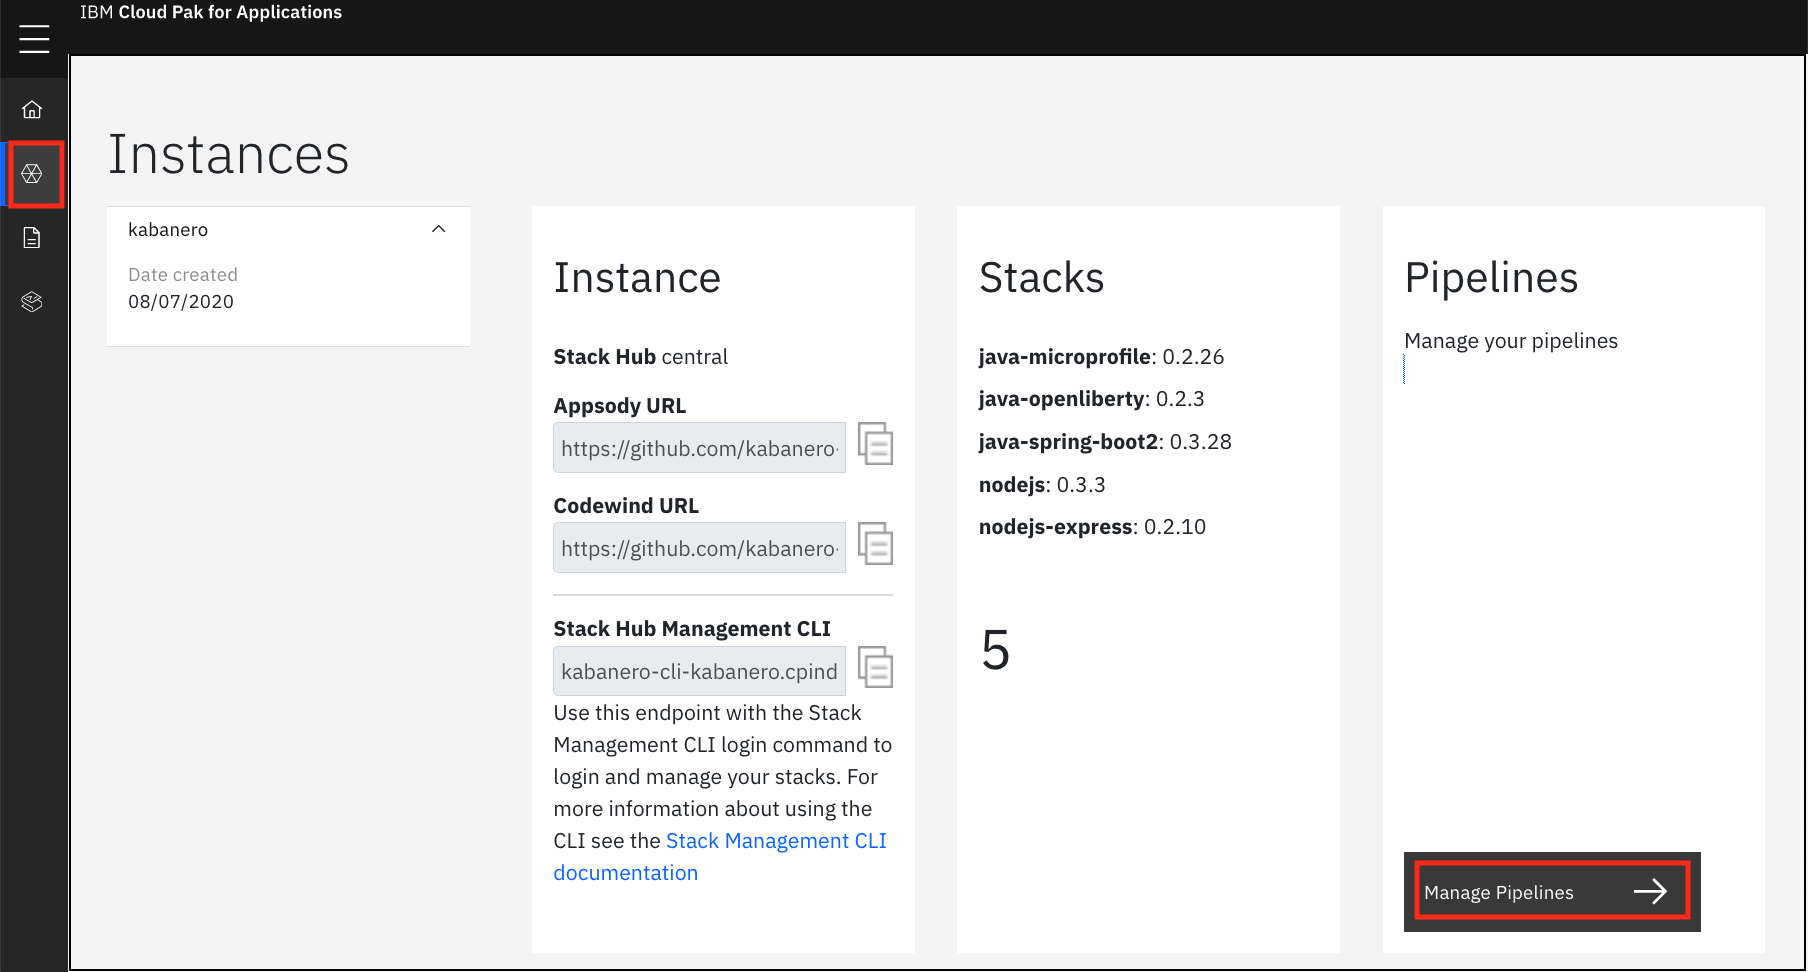 IBM Cloud Pak for Applications
Instances
kabanero
Date created
08/07/2020
Instance
Stack Hub central
Appsody URL
https://github.com/kabanero-
Codewind URL
https://github.com/kabanero-
Stack Hub Management CLI
kabanero-cli-kabanero.cpind
Use this endpoint with the Stack
Management CLI login command to
login and manage your stacks. For
more information about using the
CLI see the Stack Management CLI
documentation
Stacks
java-microprofile: 0.2.26
java-openliberty: 0.2.3
java-spring-boot2: 0.3.28
nodejs: 0.3.3
nodejs-express: 0.2.10
5
Pipelines
Manage your pipelines
Manage Pipelines